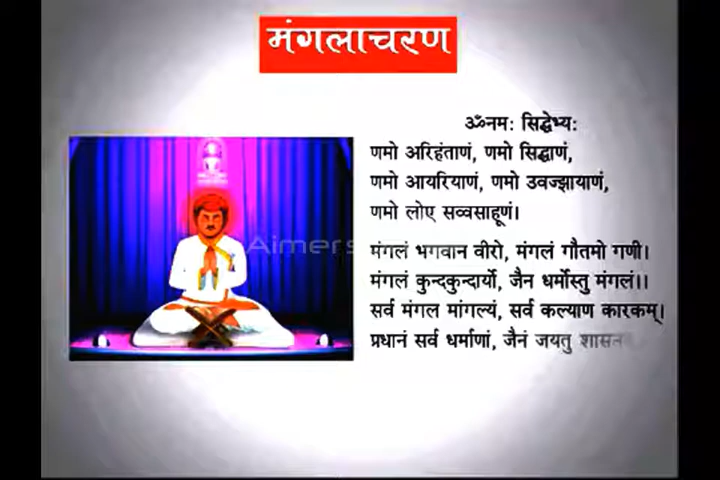 मंगलाचरण
ॐनमः सिद्धेभ्यः
णमो अरिहंताणं, णमो सिद्धाणं,
णमो आयरियाणं, णमो उवज्झायाणं,
णमो लोए सव्वसाहूणं।
Aimers
मंगलं भगवान वीरो, मंगलं गौतमो गणी।
मंगलं कुन्दकुन्दार्यो, जैन धर्मोस्तु मंगलं।।
सर्व मंगल मांगल्यं, सर्व कल्याण कारकम्।
प्रधानं सर्व धर्माणां, जैनं जयतु शासन